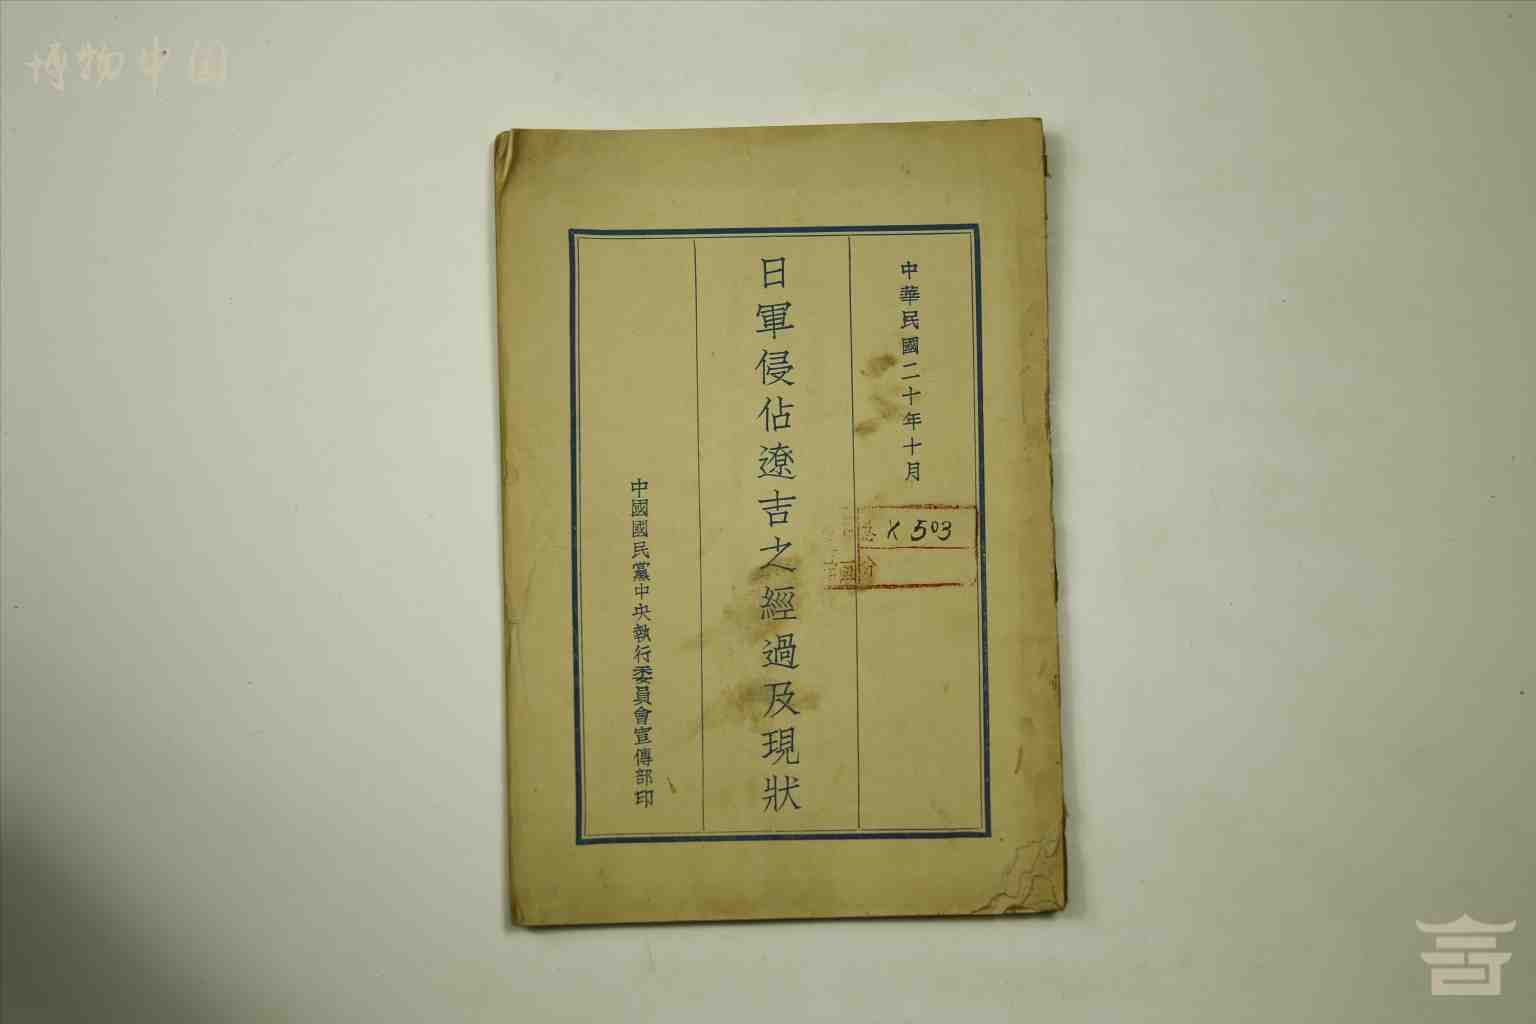 博物中国
中華民國二十年十月
日軍侵佔遼吉之經過及現狀
中國國民黨中央執行委員會宣傳部印
X 503